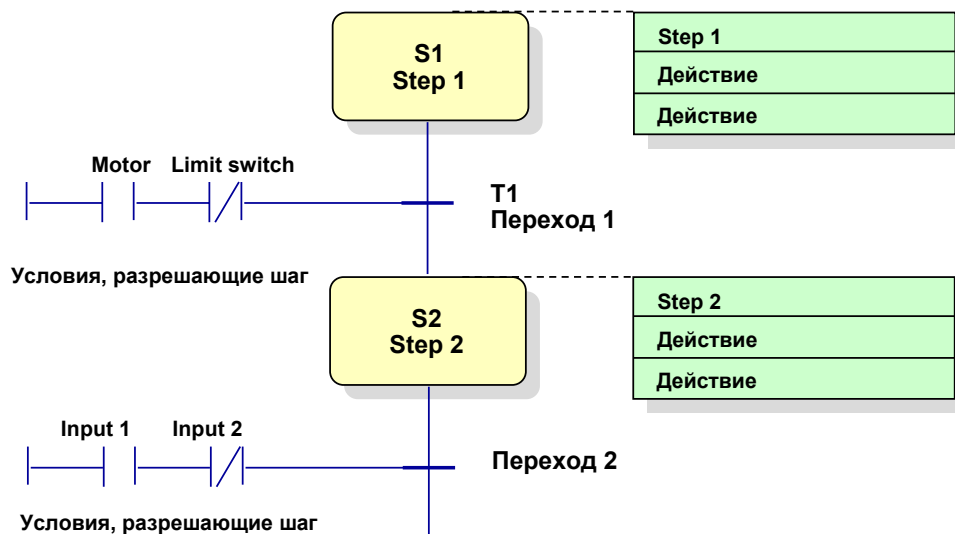 S1
Step 1
Step 1
Действие
Действие
Motor Limit switch
T1
Переход 1
Условия, разрешающие шаг
S2
Step 2
Step 2
Действие
Действие
Input 1 Input 2
Переход 2
Условия, разрешающие шаг